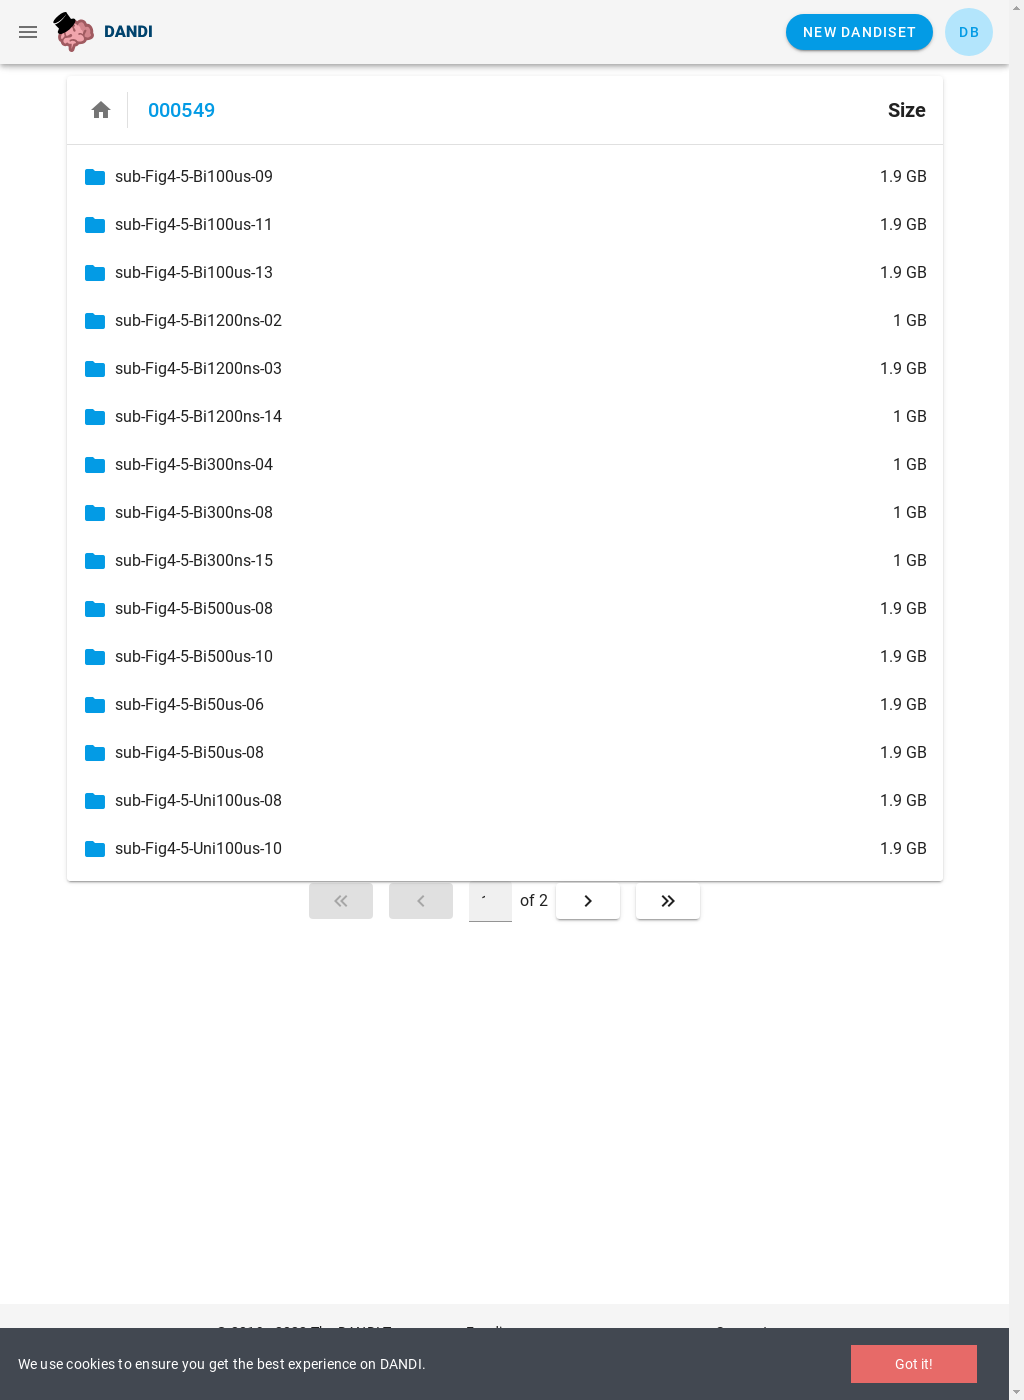 DANDI
NEW DANDISET
DB
000549
Size
sub-Fig4-5-Bi100us-09 1.9 GB
sub-Fig4-5-Bi100us-11 1.9 GB
sub-Fig4-5-Bi100us-13 1.9 GB
sub-Fig4-5-Bi1200ns-02 1 GB
sub-Fig4-5-Bi1200ns-03 1.9 GB
sub-Fig4-5-Bi1200ns-14 1 GB
sub-Fig4-5-Bi300ns-04 1 GB
sub-Fig4-5-Bi300ns-08 1 GB
sub-Fig4-5-Bi300ns-15 1 GB
sub-Fig4-5-Bi500us-08 1.9 GB
sub-Fig4-5-Bi500us-10 1.9 GB
sub-Fig4-5-Bi50us-06 1.9 GB
sub-Fig4-5-Bi50us-08 1.9 GB
sub-Fig4-5-Uni100us-08 1.9 GB
sub-Fig4-5-Uni100us-10 1.9 GB
of 2
We use cookies to ensure you get the best experience on DANDI.
Got it!